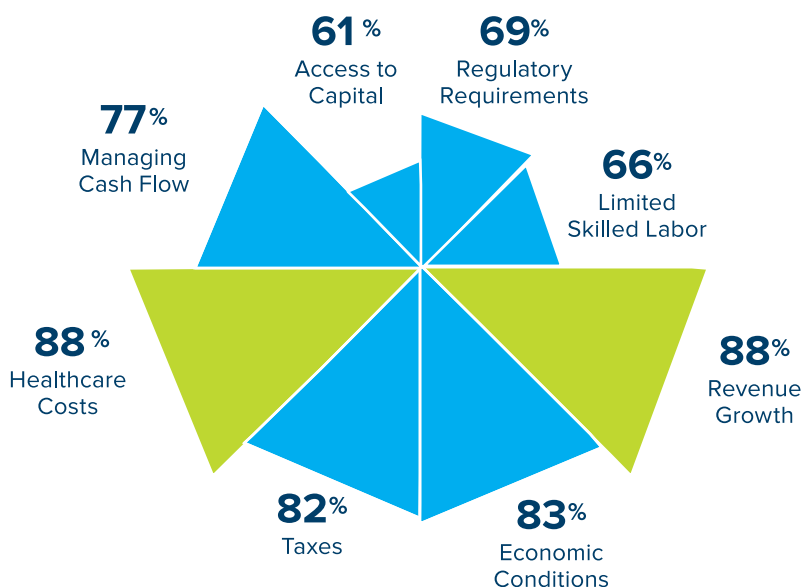 61%
Access to
Capital
69%
Regulatory
Requirements
77%
Managing
Cash Flow
66%
Limited
Skilled Labor
88%
Healthcare
Costs
88%
Revenue
Growth
82%
Taxes
83%
Economic
Conditions